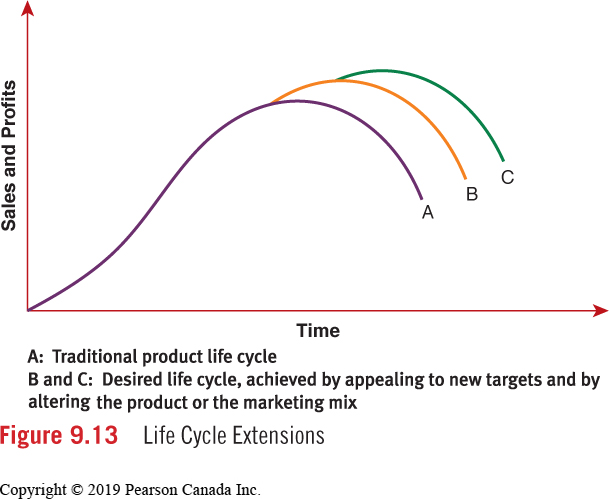 Sales and Profits
A
B
C
Time
A: Traditional product life cycle
B and C: Desired life cycle, achieved by appealing to new targets and by
altering the product or the marketing mix
Figure 9.13 Life Cycle Extensions
Copyright © 2019 Pearson Canada Inc.